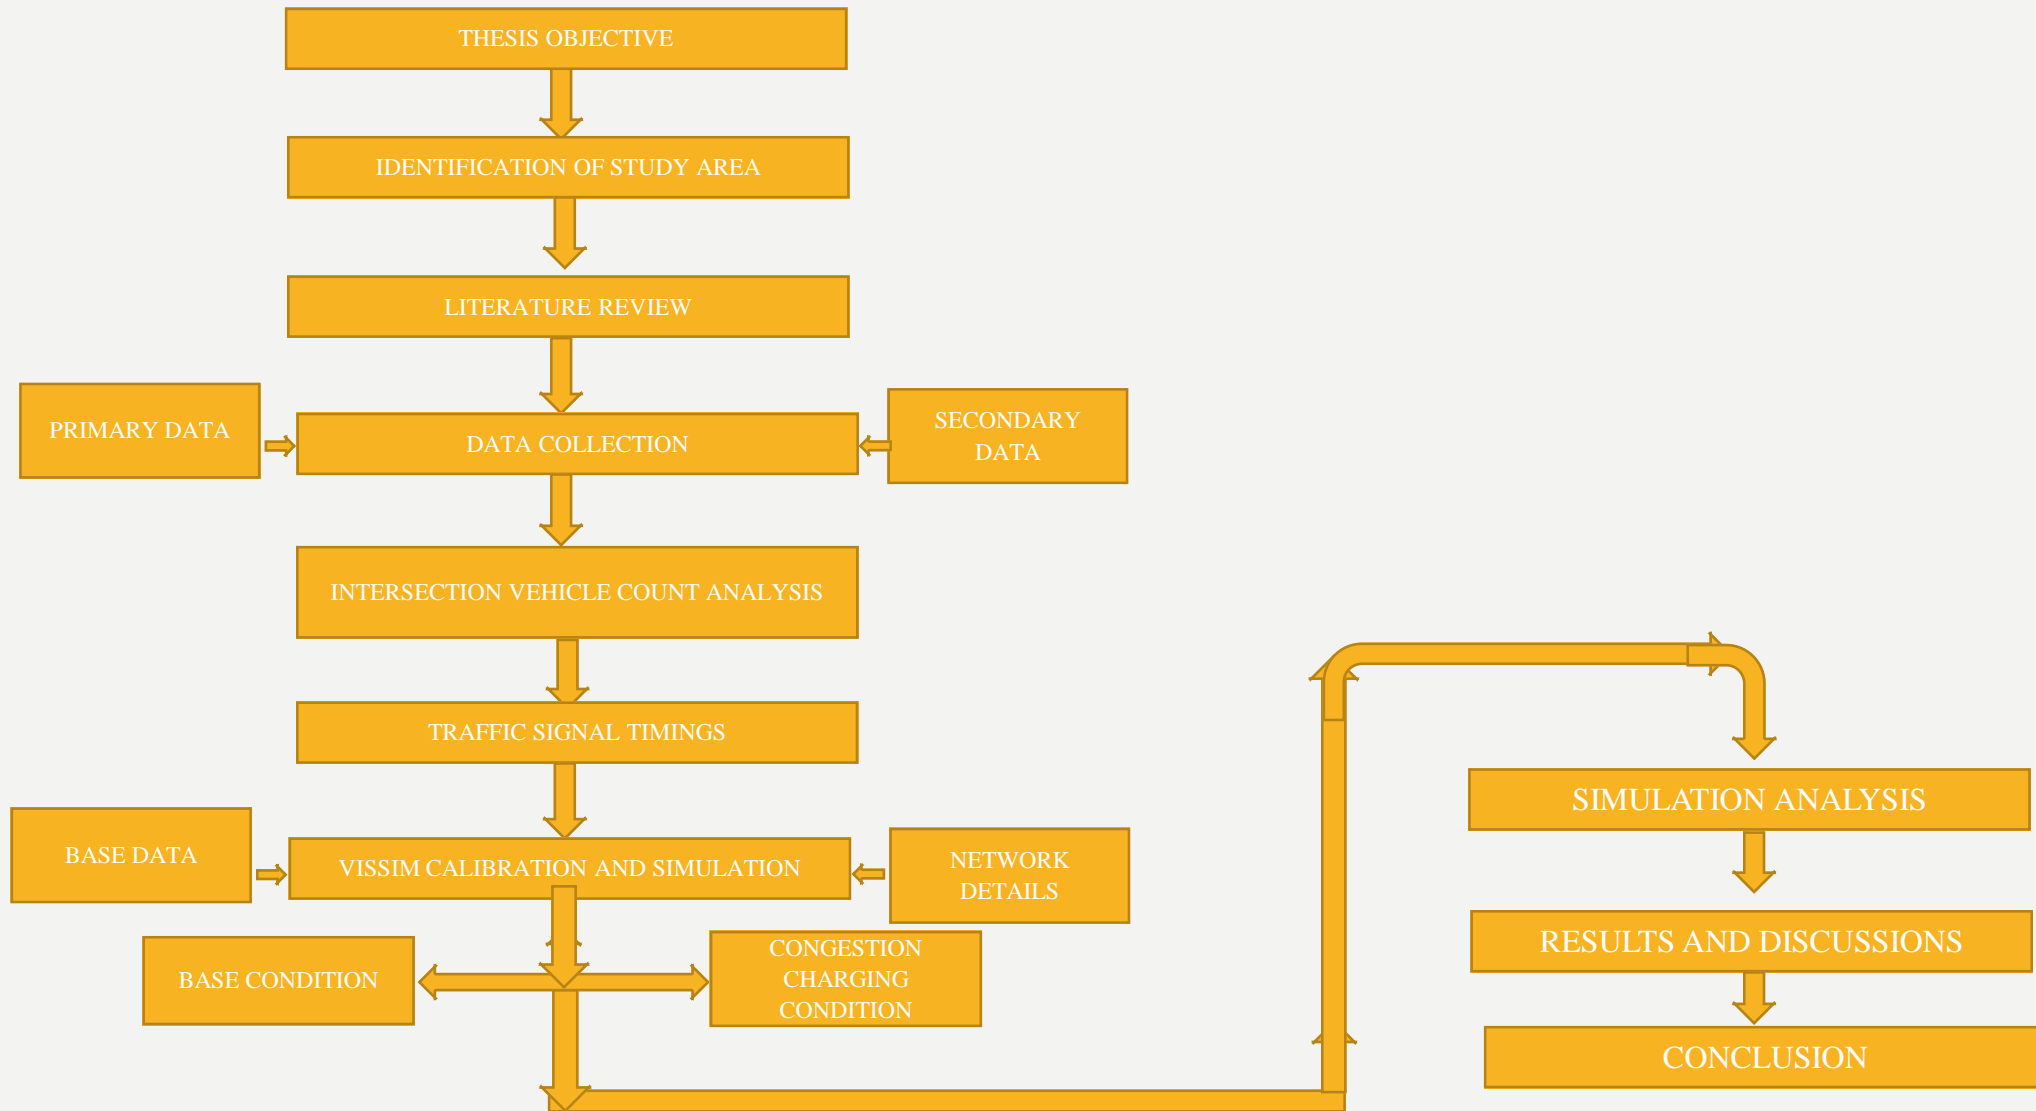 THESIS OBJECTIVE
IDENTIFICATION OF STUDY AREA
LITERATURE REVIEW
PRIMARY DATA
DATA COLLECTION
SECONDARY
DATA
INTERSECTION VEHICLE COUNT ANALYSIS
TRAFFIC SIGNAL TIMINGS
BASE DATA
VISSIM CALIBRATION AND SIMULATION
NETWORK
DETAILS
BASE CONDITION
CONGESTION
CHARGING
CONDITION
SIMULATION ANALYSIS
RESULTS AND DISCUSSIONS
CONCLUSION